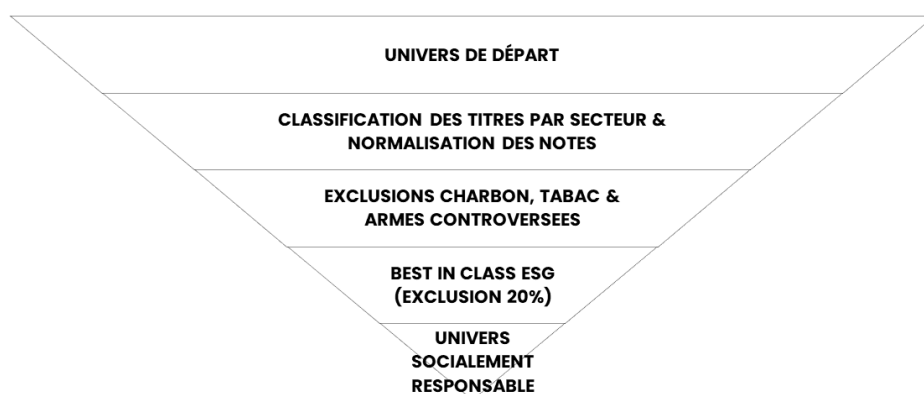 UNIVERS DE DÉPART
CLASSIFICATION DES TITRES PAR SECTEUR &
NORMALISATION DES NOTES
EXCLUSIONS CHARBON, TABAC &
ARMES CONTROVERSEES
BEST IN CLASS ESG
(EXCLUSION 20%)
UNIVERS
SOCIALEMENT
RESPONSABLE